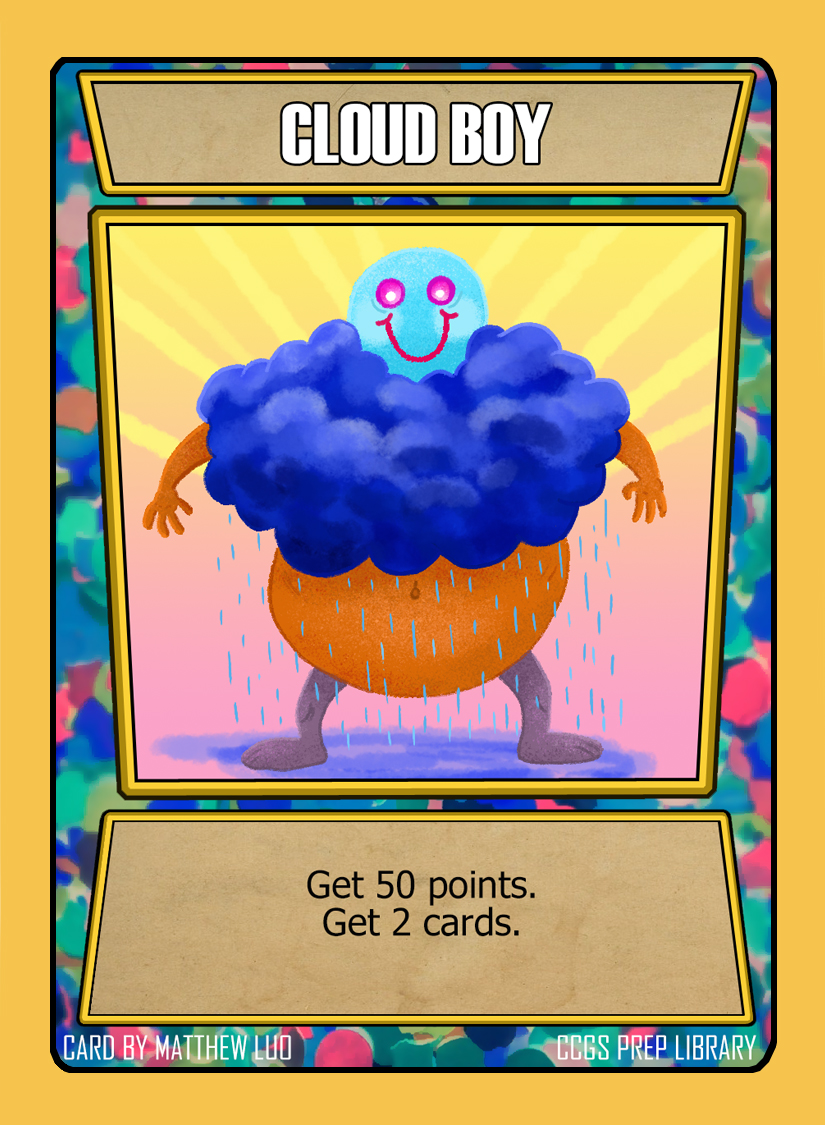 CLOUD BOY
Get 50 points.
Get 2 cards.
CARD BY MATTHEW LUO
CCGS PREP LIBRARY